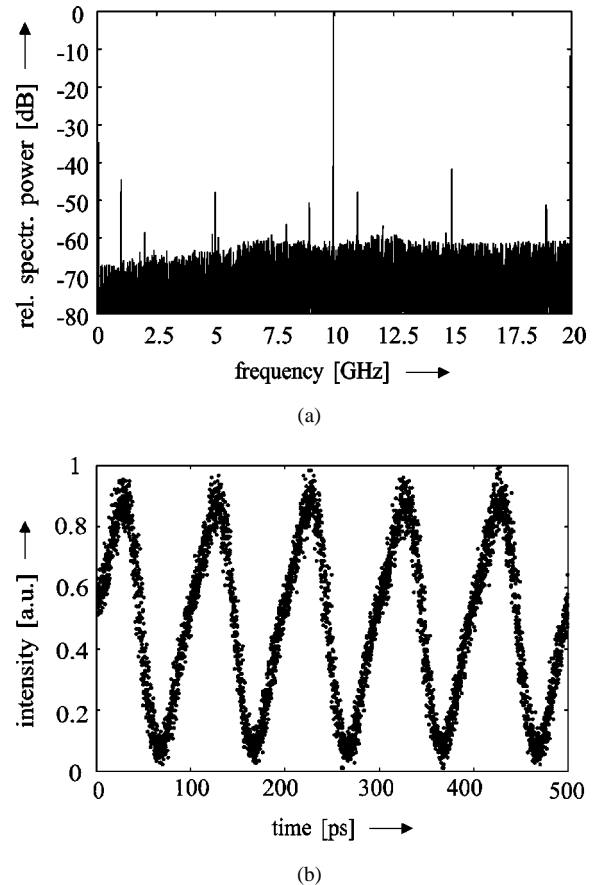 0
-10
-20
-30
-40
-50
-60
-70
-80
rel. spectr. power [dB]
0 2.5 5 7.5 10 12.5 15 17.5 20
frequency [GHz]
(a)
1
0.8
0.6
0.4
0.2
0
intensity [a.u.]
0 100 200 300 400 500
time [ps]
(b)